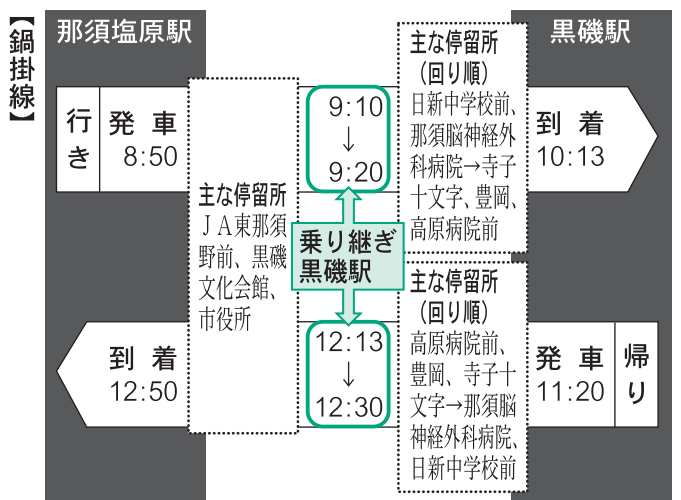 【鍋掛線】
那須塩原駅
黒磯駅
行き
発車
8:50
主な停留所
ＪＡ東那須
野前、黒磯
文化会館、
市役所
9:10
↓
9:20
主な停留所
（回り順）
日新中学校前、
那須脳神経外
科病院→寺子
十文字、豊岡、
高原病院前
到着
10:13
乗り継ぎ
黒磯駅
到着
12:50
12:13
↓
12:30
主な停留所
（回り順）
高原病院前、
豊岡、寺子十
文字→那須脳
神経外科病院、
日新中学校前
発車
11:20
帰り